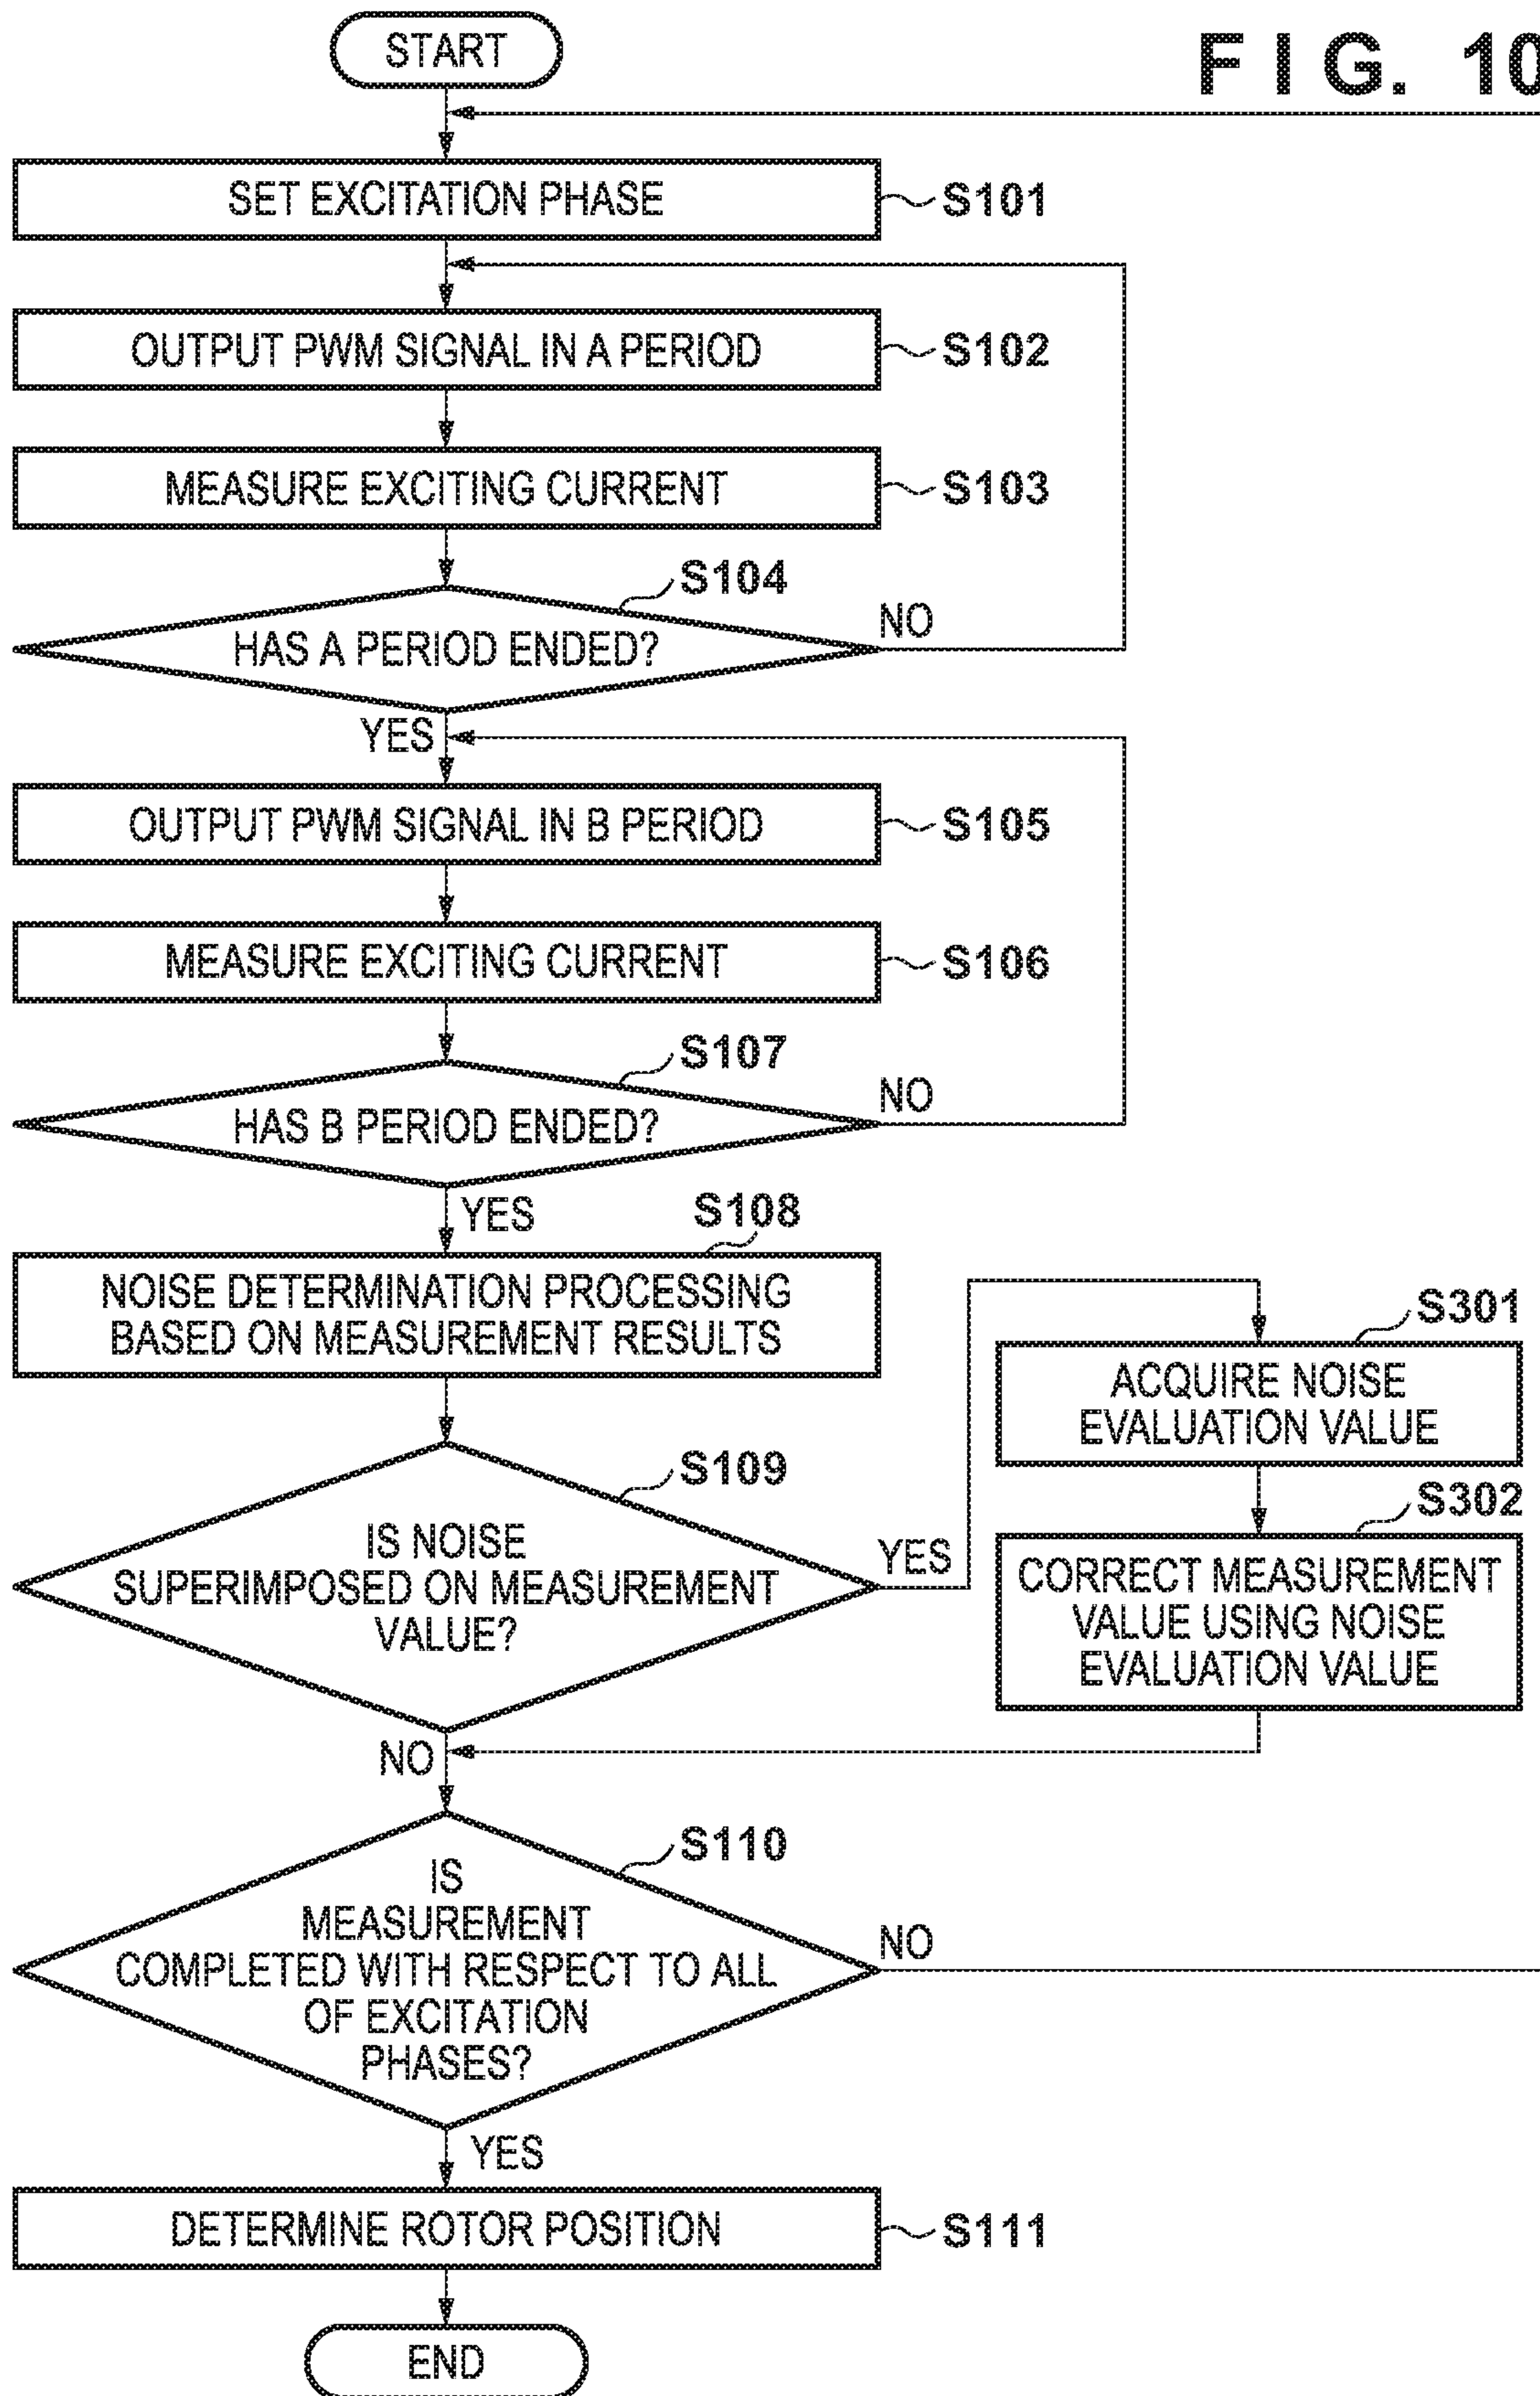 START
F I G. 10
SET EXCITATION PHASE
S101
OUTPUT PWM SIGNAL IN A PERIOD
S102
MEASURE EXCITING CURRENT
S103
S104
HAS A PERIOD ENDED?
NO
YES
OUTPUT PWM SIGNAL IN B PERIOD
S105
MEASURE EXCITING CURRENT
S106
S107
HAS B PERIOD ENDED?
NO
YES
S108
NOISE DETERMINATION PROCESSING
BASED ON MEASUREMENT RESULTS
S109
IS NOISE
SUPERIMPOSED ON MEASUREMENT
VALUE?
YES
S301
ACQUIRE NOISE
EVALUATION VALUE
S302
CORRECT MEASUREMENT
VALUE USING NOISE
EVALUATION VALUE
NO
S110
IS
MEASUREMENT
COMPLETED WITH RESPECT TO ALL
OF EXCITATION
PHASES?
NO
YES
DETERMINE ROTOR POSITION
S111
END